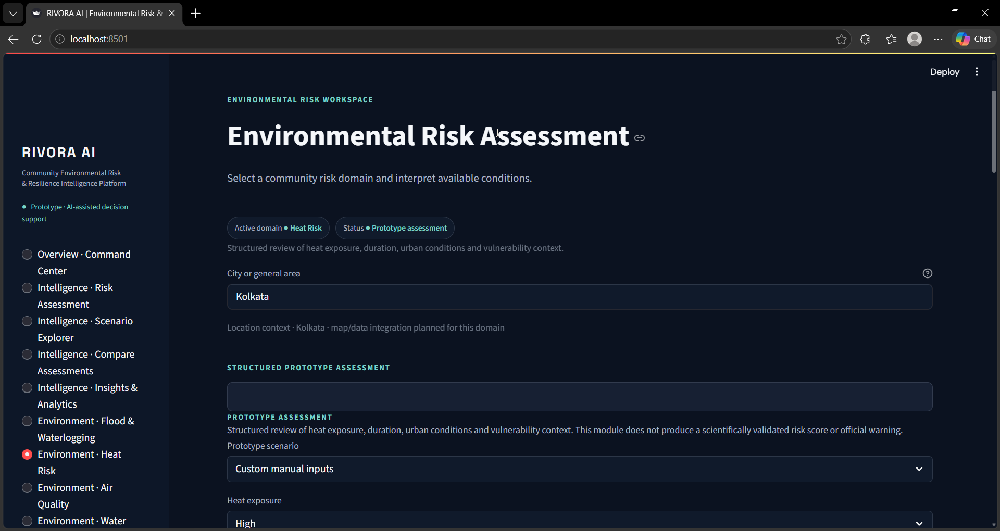 RIVORA AI | Environmental Risk &
localhost:8501
Chat
Deploy
RIVORA AI
Community Environmental Risk
& Resilience Intelligence Platform
Prototype · AI-assisted decision
support
Overview · Command
Center
Intelligence · Risk
Assessment
Intelligence · Scenario
Explorer
Intelligence · Compare
Assessments
Intelligence · Insights &
Analytics
Environment · Flood &
Waterlogging
Environment · Heat
Risk
Environment · Air
Quality
Environment · Water
ENVIRONMENTAL RISK WORKSPACE
Environmental Risk Assessment
Select a community risk domain and interpret available conditions.
Active domain ● Heat Risk
Status ● Prototype assessment
Structured review of heat exposure, duration, urban conditions and vulnerability context.
City or general area
Kolkata
Location context · Kolkata · map/data integration planned for this domain
STRUCTURED PROTOTYPE ASSESSMENT
PROTOTYPE ASSESSMENT
Structured review of heat exposure, duration, urban conditions and vulnerability context. This module does not produce a scientifically validated risk score or official warning.
Prototype scenario
Custom manual inputs
Heat exposure
High